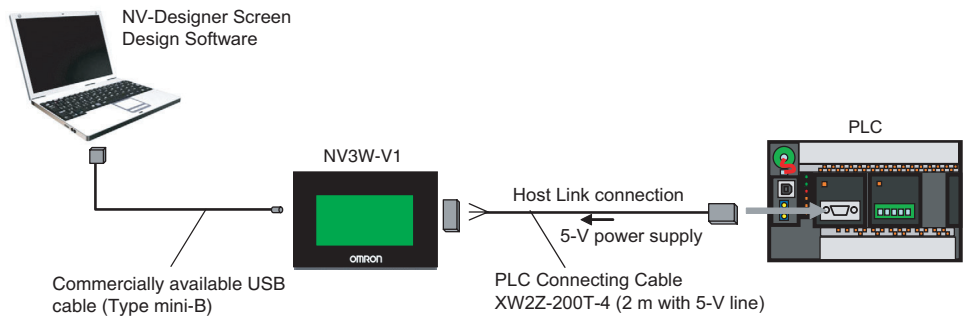 NV-Designer Screen
Design Software
NV3W-V1
OMRON
Commercially available USB
cable (Type mini-B)
Host Link connection
5-V power supply
PLC Connecting Cable
XW2Z-200T-4 (2 m with 5-V line)
PLC